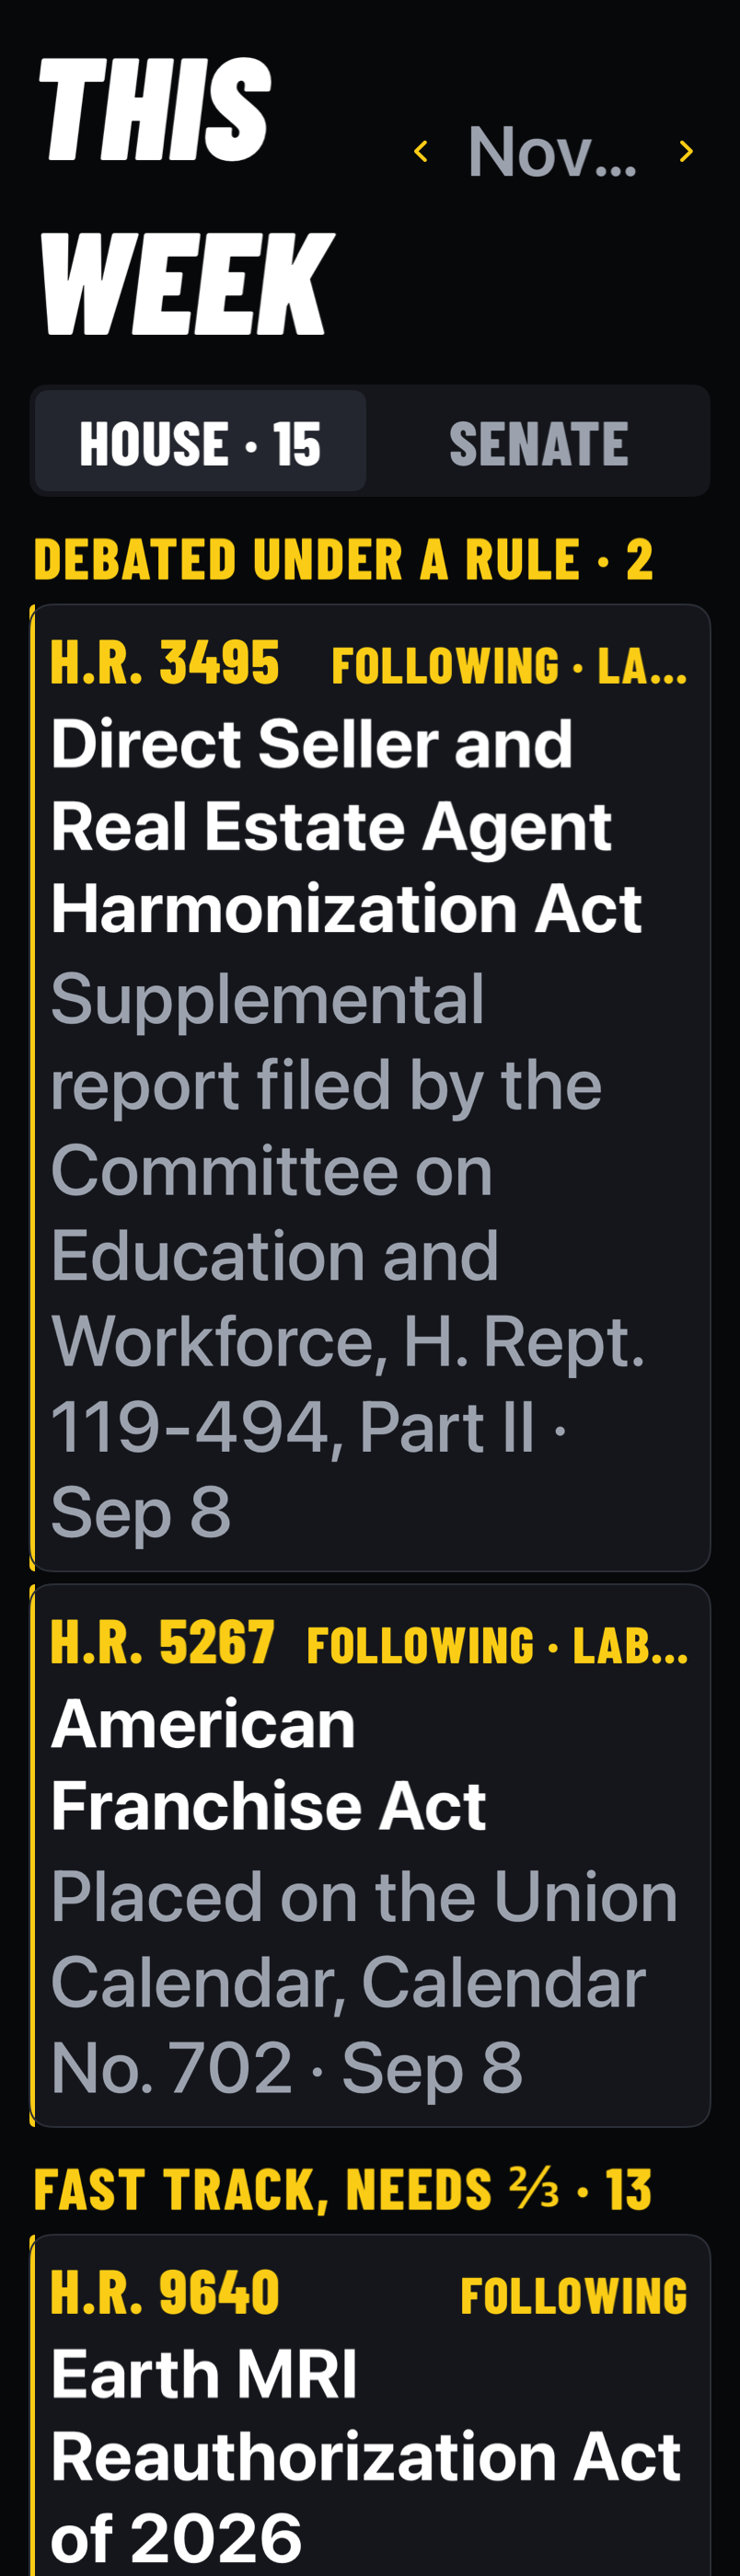 THIS
WEEK
‹ Nov... ›
HOUSE · 15
SENATE
DEBATED UNDER A RULE · 2
H.R. 3495
FOLLOWING · LA...
Direct Seller and
Real Estate Agent
Harmonization Act
Supplemental
report filed by the
Committee on
Education and
Workforce, H. Rept.
119-494, Part II ·
Sep 8
H.R. 5267
FOLLOWING · LAB...
American
Franchise Act
Placed on the Union
Calendar, Calendar
No. 702 · Sep 8
FAST TRACK, NEEDS ⅔ · 13
H.R. 9640
FOLLOWING
Earth MRI
Reauthorization Act
of 2026